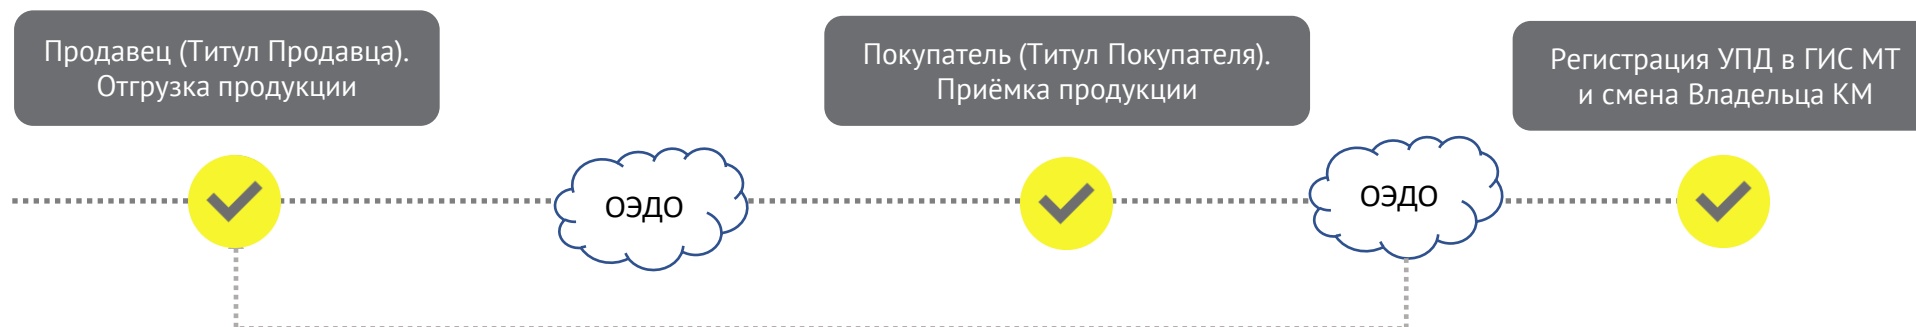 Продавец (Титул Продавца).
Отгрузка продукции
Покупатель (Титул Покупателя).
Приёмка продукции
Регистрация УПД в ГИС МТ
и смена Владельца КМ
ОЭДО
ОЭДО